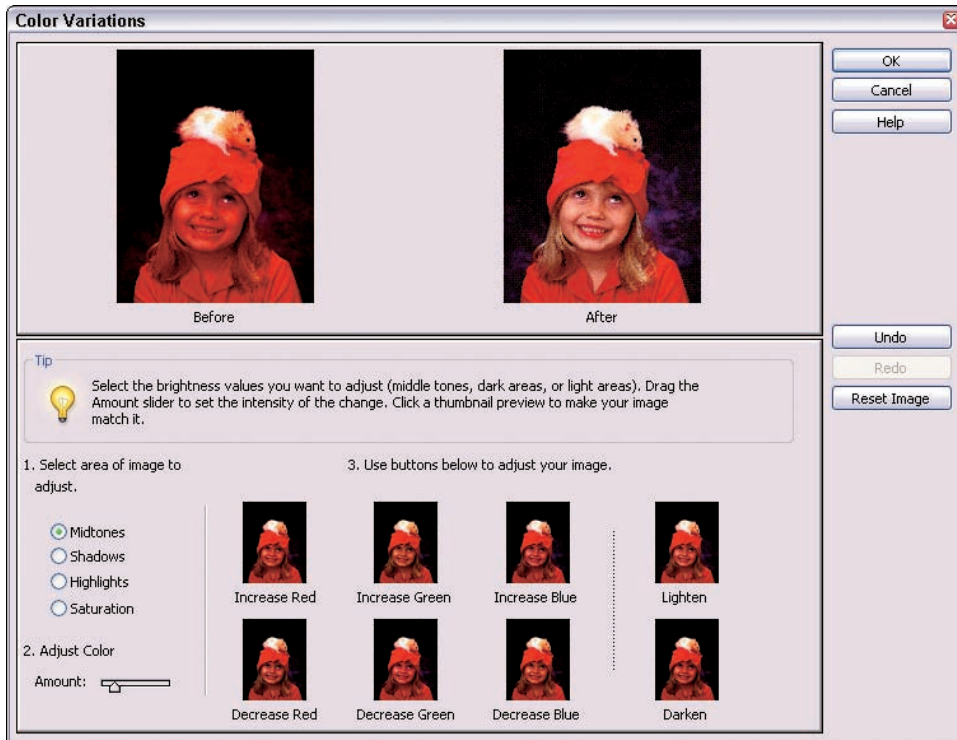 Color Variations
OK
Cancel
Help
Before
After
Undo
Redo
Reset Image
Tip
Select the brightness values you want to adjust (middle tones, dark areas, or light areas). Drag the
Amount slider to set the intensity of the change. Click a thumbnail preview to make your image
match it.
1. Select area of image to
adjust.
3. Use buttons below to adjust your image.
Midtones
Shadows
Highlights
Saturation
Increase Red
Increase Green
Increase Blue
Lighten
2. Adjust Color
Amount:
Decrease Red
Decrease Green
Decrease Blue
Darken